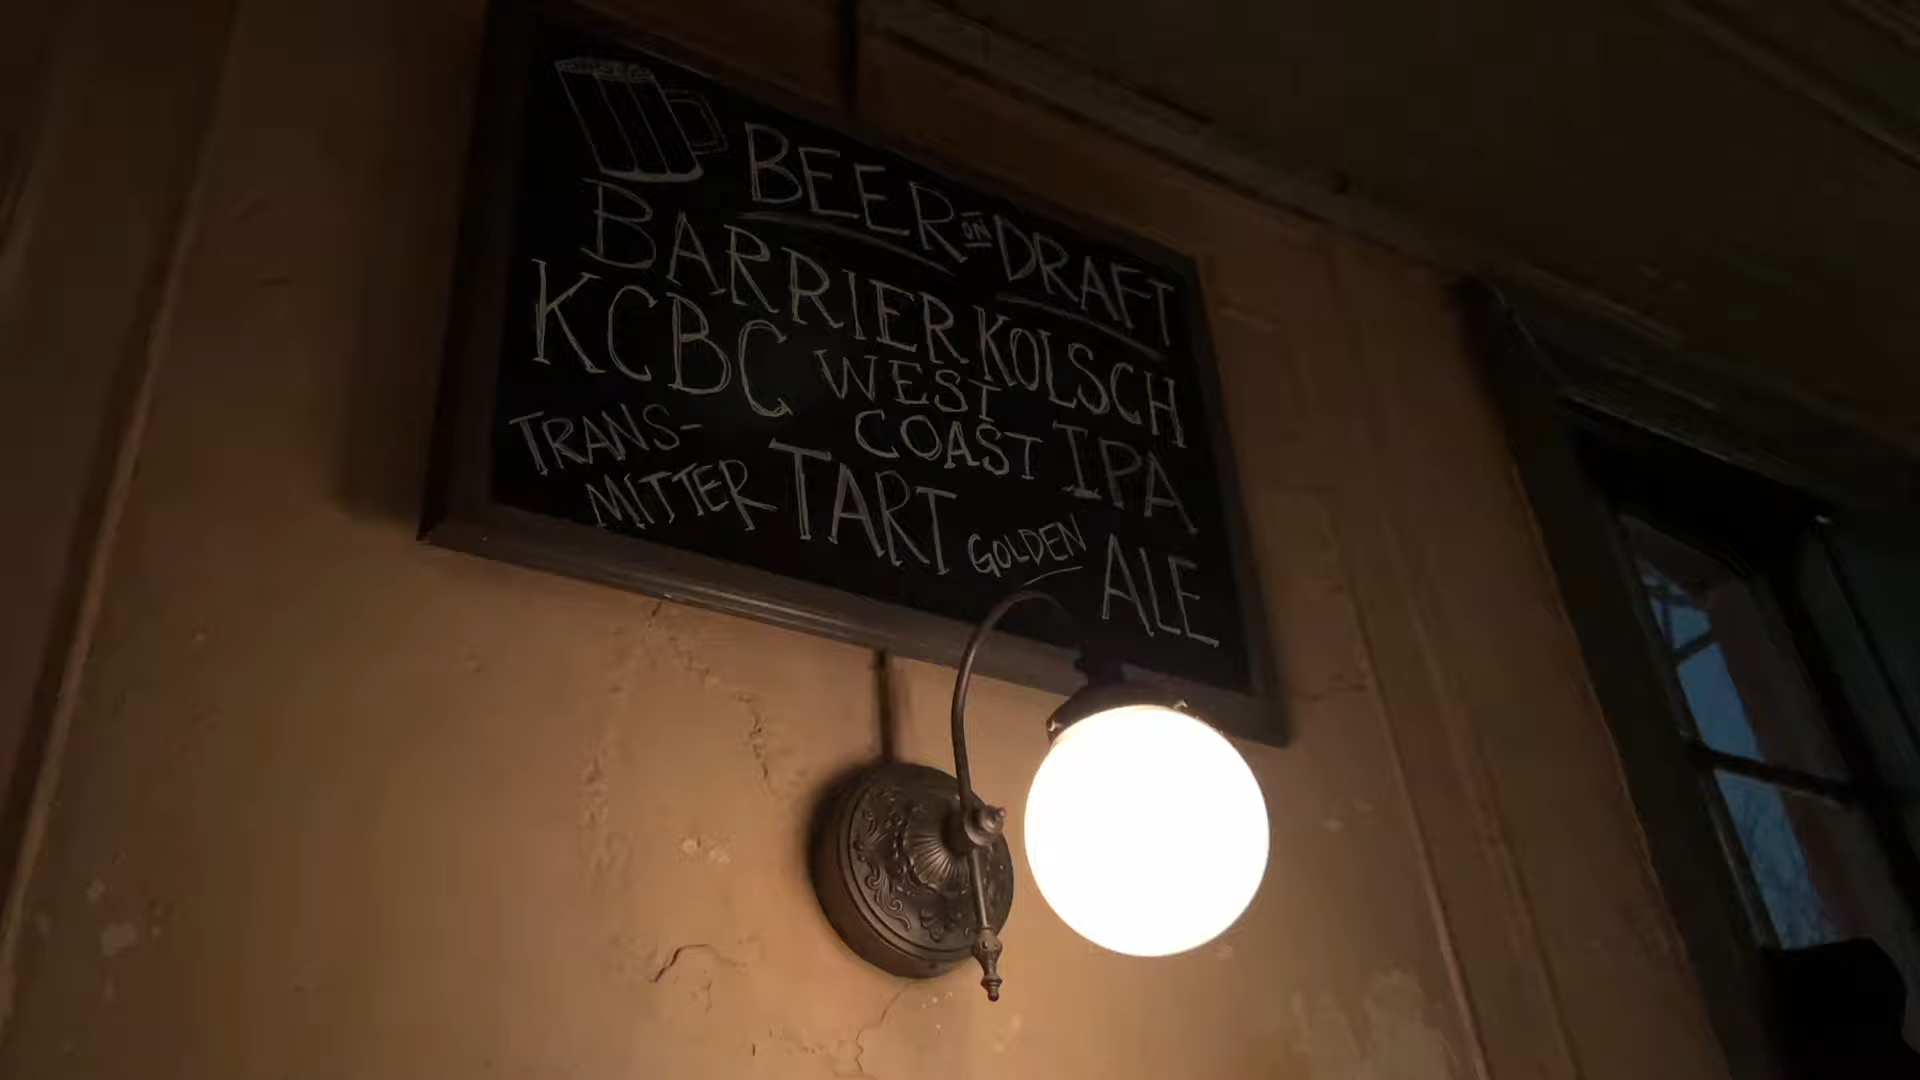 BEER ON DRAFT
BARRIER KOLSCH
KCBC WEST COAST IPA
TRANS-
MITTER TART GOLDEN ALE